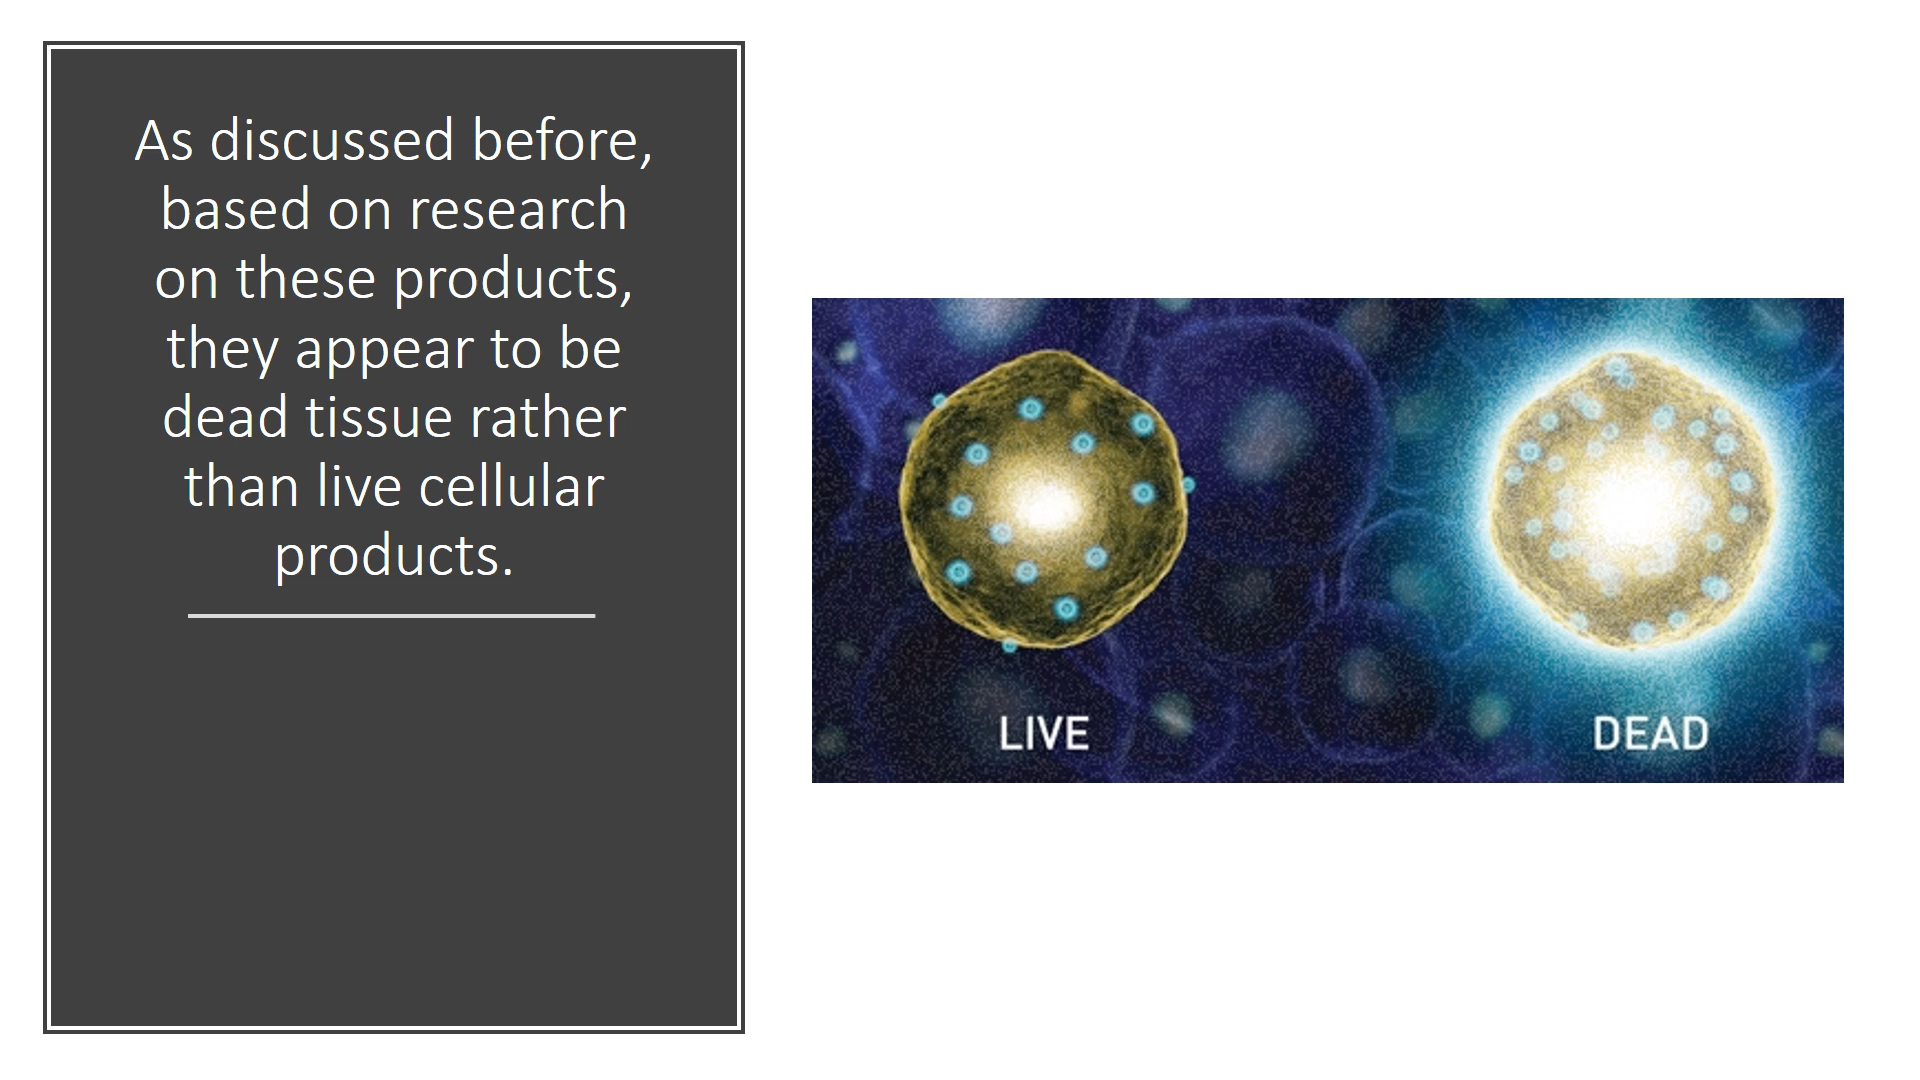 As discussed before,
based on research
on these products,
they appear to be
dead tissue rather
than live cellular
products.
LIVE
DEAD